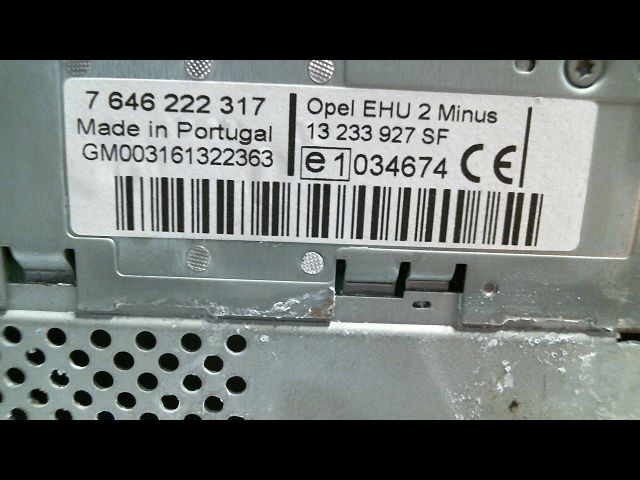 7 646 222 317
Made in Portugal
GM003161322363
Opel EHU 2 Minus
13 233 927 SF
e1 034674 CE